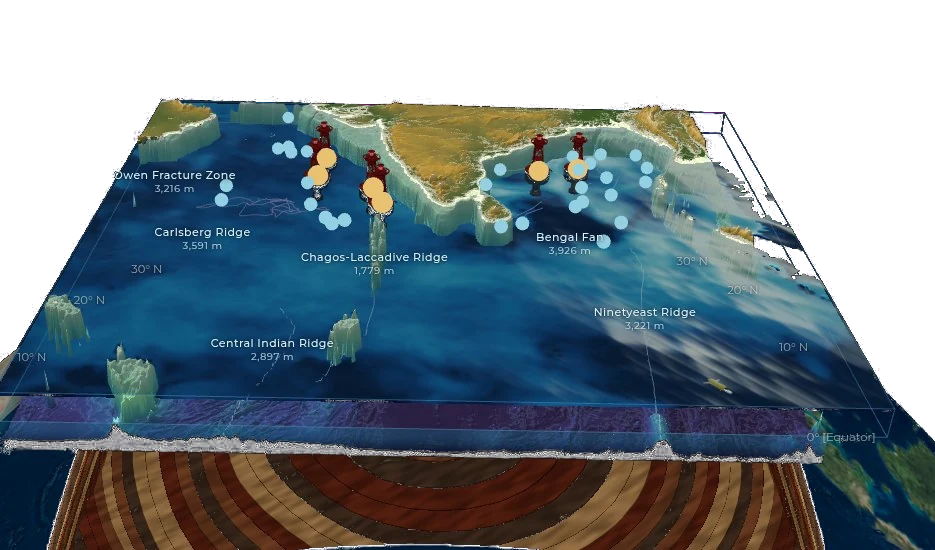 Owen Fracture Zone
3,216 m
Carlsberg Ridge
3,591 m
Bengal Fan
3,926 m
Chagos-Laccadive Ridge
1,779 m
30° N
30° N
20° N
20° N
Ninetyeast Ridge
3,221 m
Central Indian Ridge
2,897 m
10° N
10° N
0° [Equator]